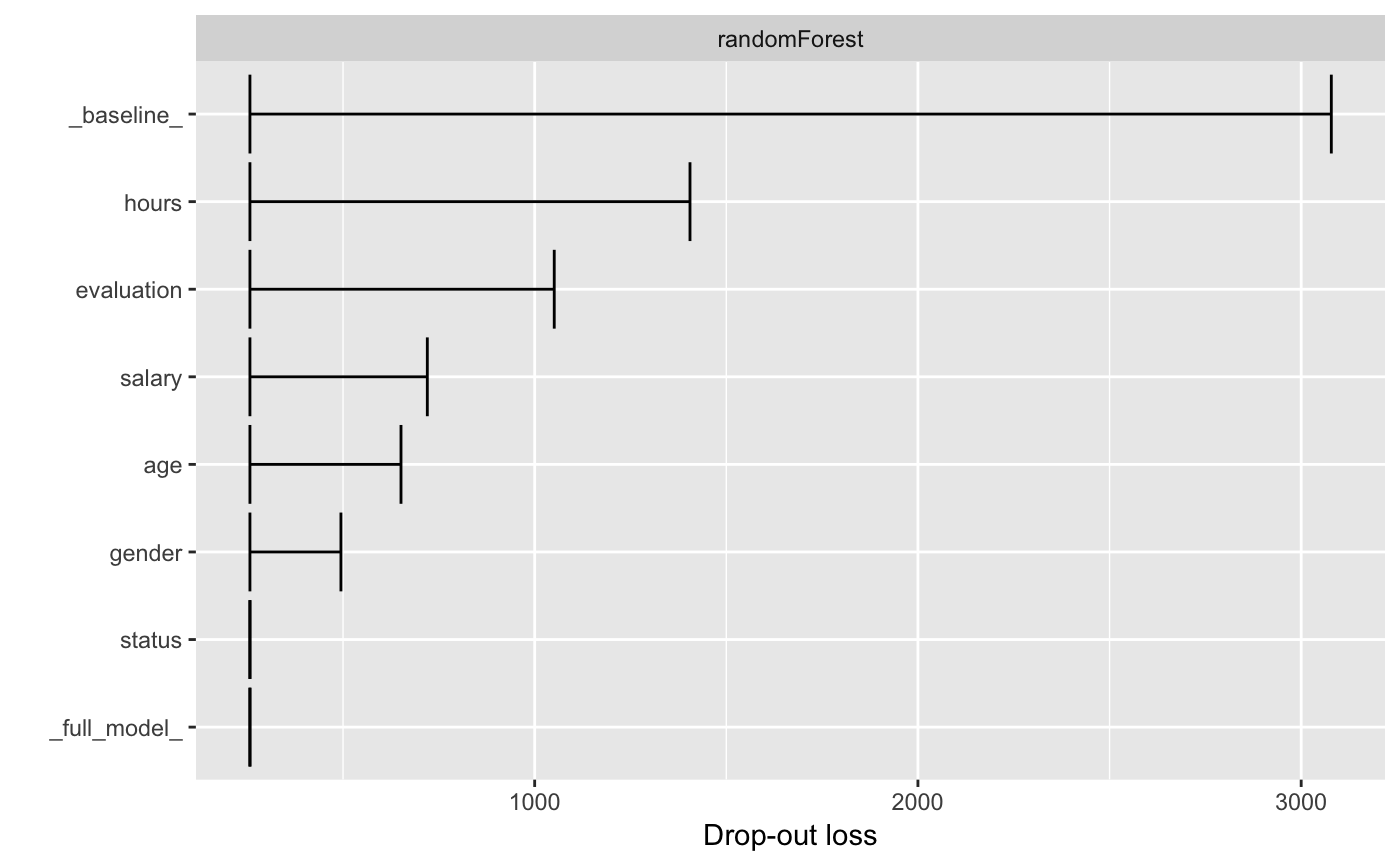 randomForest
_baseline_
hours
evaluation
salary
age
gender
status
_full_model_
1000 2000 3000
Drop-out loss